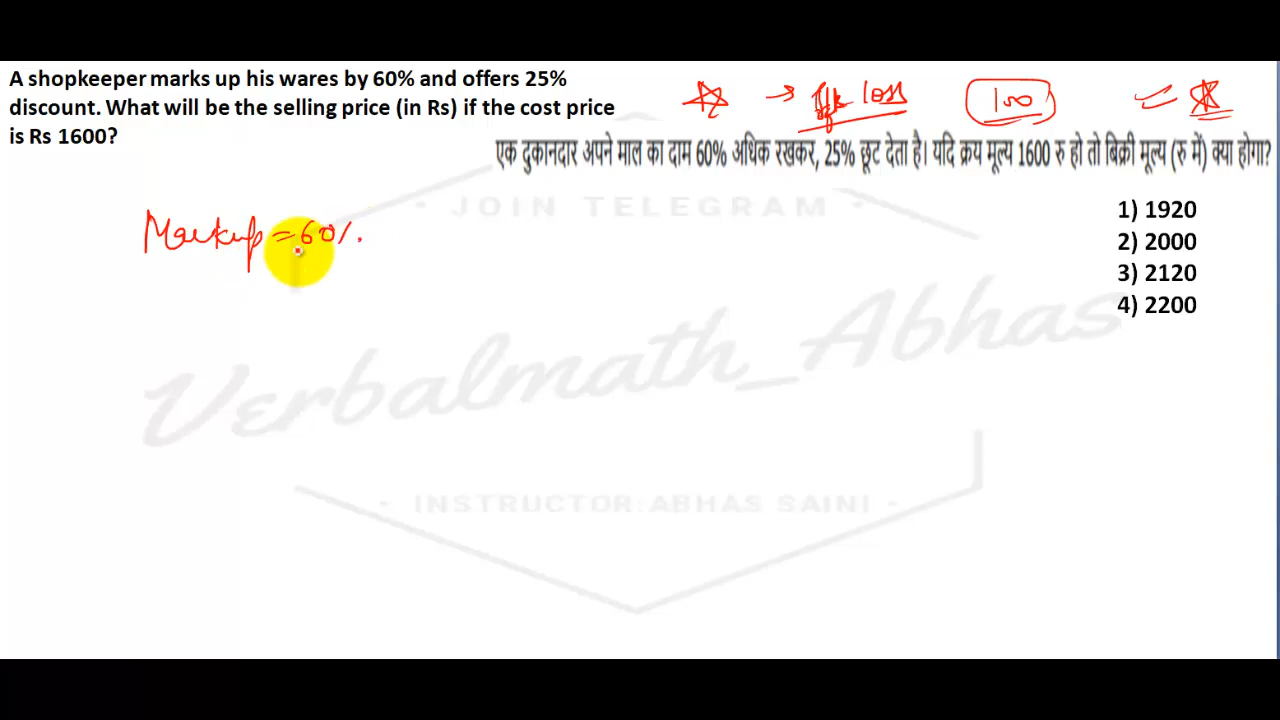 A shopkeeper marks up his wares by 60% and offers 25%
discount. What will be the selling price (in Rs) if the cost price
is Rs 1600?
loss 100
एक दुकानदार अपने माल का दाम 60% अधिक रखकर, 25% छूट देता है। यदि क्रय मूल्य 1600 रु हो तो बिक्री मूल्य (रु में) क्या होगा?
· JOIN TELEGRAM ·
1) 1920
Markup = 60%.
2) 2000
3) 2120
4) 2200
Verbalmath_Abhas
· INSTRUCTOR:ABHAS SAINI ·